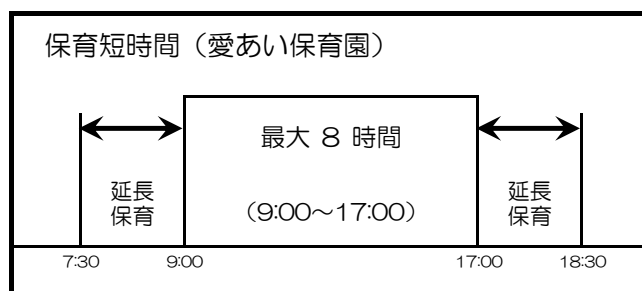 保育短時間（愛あい保育園）
最大 8 時間
延長
保育
（9:00～17:00）
延長
保育
7:30
9:00
17:00
18:30